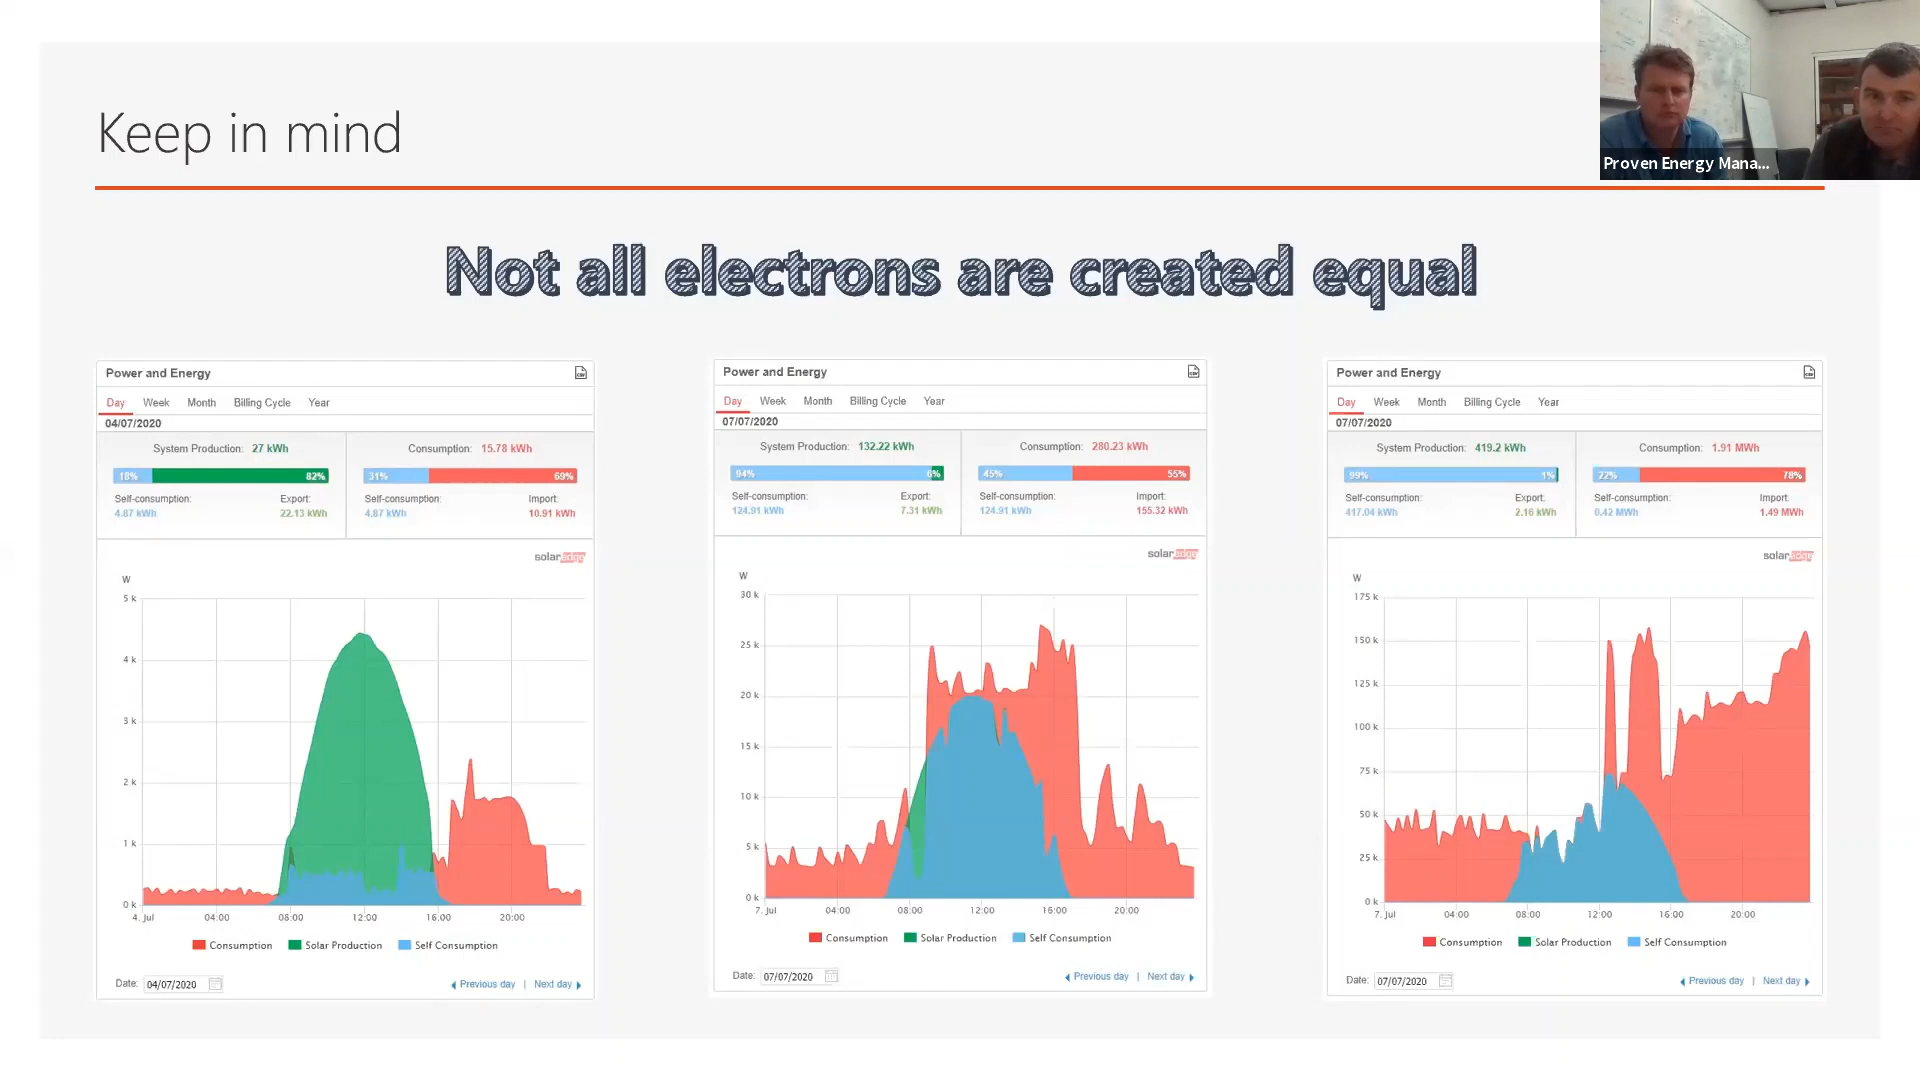 Proven Energy Mana...
Keep in mind
Not all electrons are created equal
Power and Energy
Day Week Month Billing Cycle Year
04/07/2020
System Production: 27 kWh
18% 82%
Self-consumption: Export:
4.87 kWh 22.13 kWh
Consumption: 15.78 kWh
31% 69%
Self-consumption: Import:
4.87 kWh 10.91 kWh
solaredge
W
5 k
4 k
3 k
2 k
1 k
0 k
4. Jul 04:00 08:00 12:00 16:00 20:00
Consumption Solar Production Self Consumption
Date: 04/07/2020 Previous day | Next day
Power and Energy
Day Week Month Billing Cycle Year
07/07/2020
System Production: 132.22 kWh
94% 6%
Self-consumption: Export:
124.91 kWh 7.31 kWh
Consumption: 280.23 kWh
45% 55%
Self-consumption: Import:
124.91 kWh 155.32 kWh
solaredge
W
30 k
25 k
20 k
15 k
10 k
5 k
0 k
7. Jul 04:00 08:00 12:00 16:00 20:00
Consumption Solar Production Self Consumption
Date: 07/07/2020 Previous day | Next day
Power and Energy
Day Week Month Billing Cycle Year
07/07/2020
System Production: 419.2 kWh
99% 1%
Self-consumption: Export:
417.04 kWh 2.16 kWh
Consumption: 1.91 MWh
22% 78%
Self-consumption: Import:
0.42 MWh 1.49 MWh
solaredge
W
175 k
150 k
125 k
100 k
75 k
50 k
25 k
0 k
7. Jul 04:00 08:00 12:00 16:00 20:00
Consumption Solar Production Self Consumption
Date: 07/07/2020 Previous day | Next day